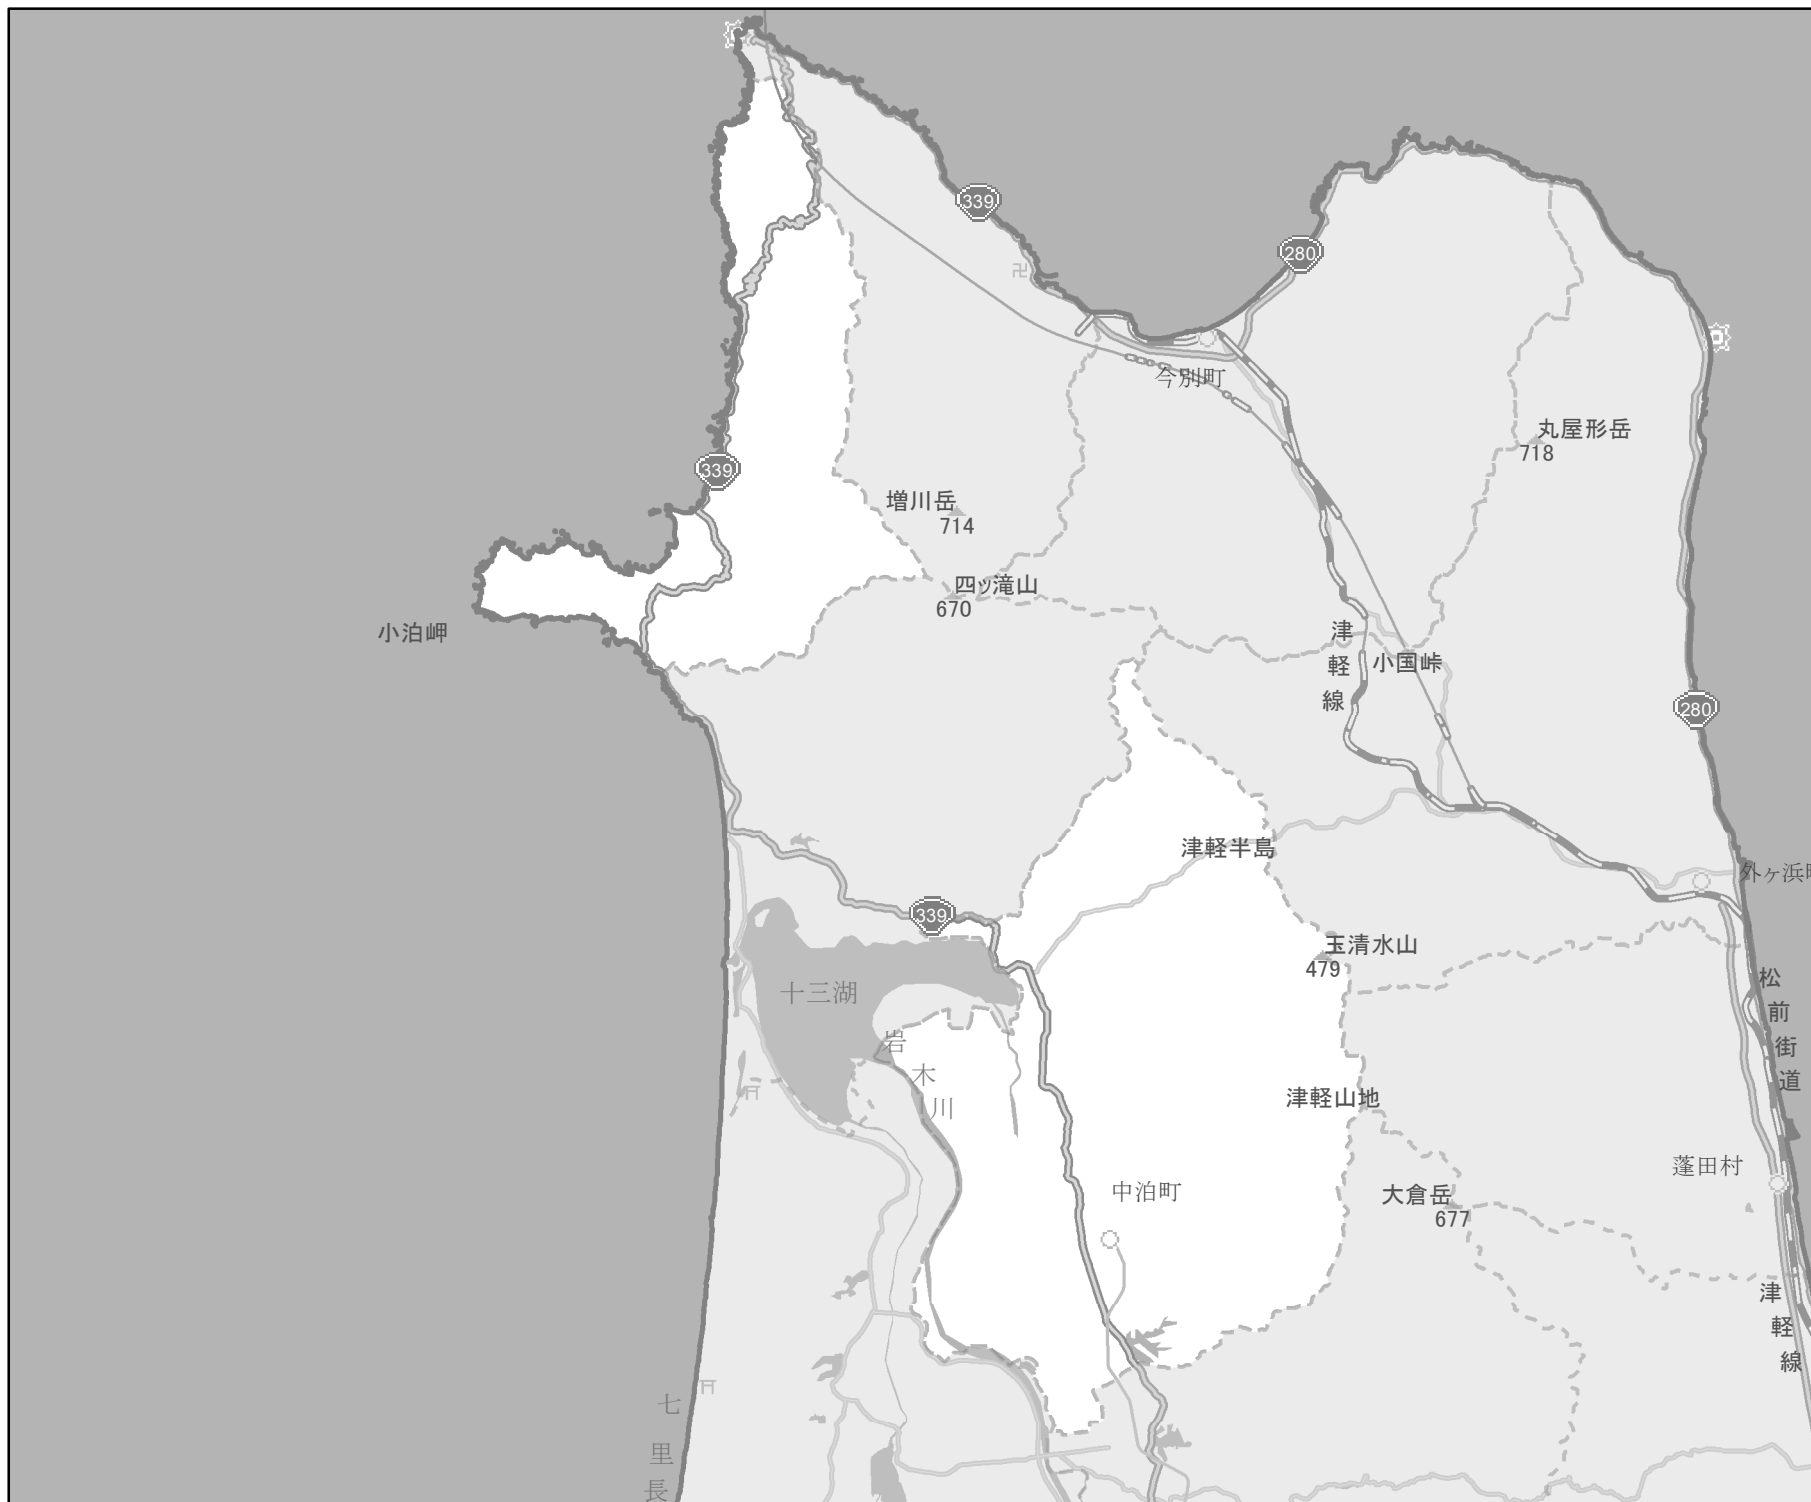 339
280
今別町
丸屋形岳
718
339
増川岳
714
四ッ滝山
670
小泊岬
津軽線
小国峠
280
津軽半島
外ヶ浜
339
玉清水山
479
十三湖
松前街道
岩木川
津軽山地
蓬田村
中泊町
大倉岳
677
津軽線
七里長